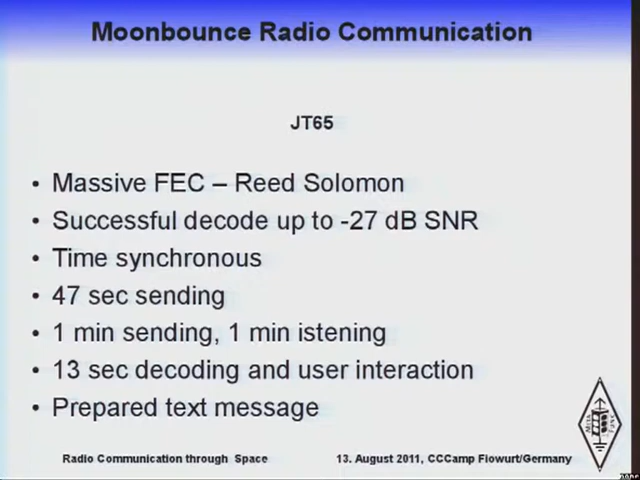 Moonbounce Radio Communication
JT65
• Massive FEC – Reed Solomon
• Successful decode up to -27 dB SNR
• Time synchronous
• 47 sec sending
• 1 min sending, 1 min istening
• 13 sec decoding and user interaction
• Prepared text message
Radio Communication through Space 13. August 2011, CCCamp Flowurt/Germany